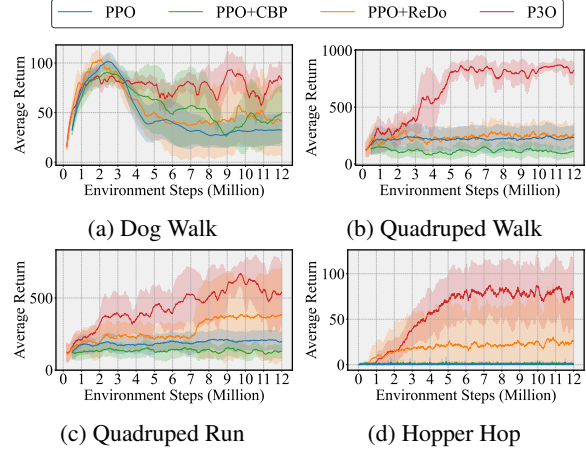 PPO PPO+CBP PPO+ReDo P3O
Average Return
100
50
0
0 1 2 3 4 5 6 7 8 9 10 11 12
Environment Steps (Million)
(a) Dog Walk
Average Return
1000
500
0
0 1 2 3 4 5 6 7 8 9 10 11 12
Environment Steps (Million)
(b) Quadruped Walk
Average Return
500
0
0 1 2 3 4 5 6 7 8 9 10 11 12
Environment Steps (Million)
(c) Quadruped Run
Average Return
100
50
0
0 1 2 3 4 5 6 7 8 9 10 11 12
Environment Steps (Million)
(d) Hopper Hop